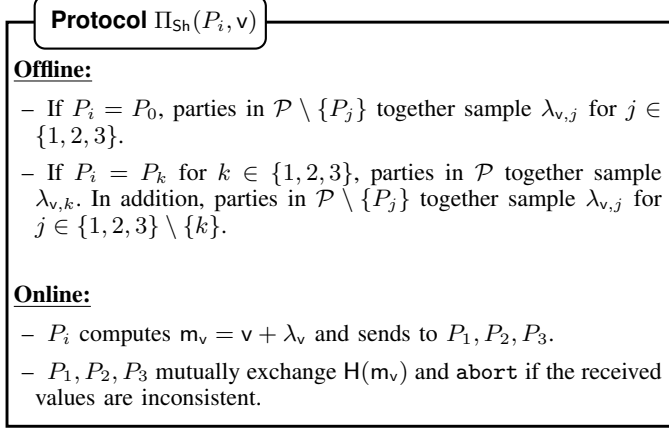 Protocol Π_Sh(P_i, v)
Offline:
– If P_i = P_0, parties in 𝒫 \ {P_j} together sample λ_{v,j} for j ∈
{1, 2, 3}.
– If P_i = P_k for k ∈ {1, 2, 3}, parties in 𝒫 together sample
λ_{v,k}. In addition, parties in 𝒫 \ {P_j} together sample λ_{v,j} for
j ∈ {1, 2, 3} \ {k}.
Online:
– P_i computes m_v = v + λ_v and sends to P_1, P_2, P_3.
– P_1, P_2, P_3 mutually exchange H(m_v) and abort if the received
values are inconsistent.